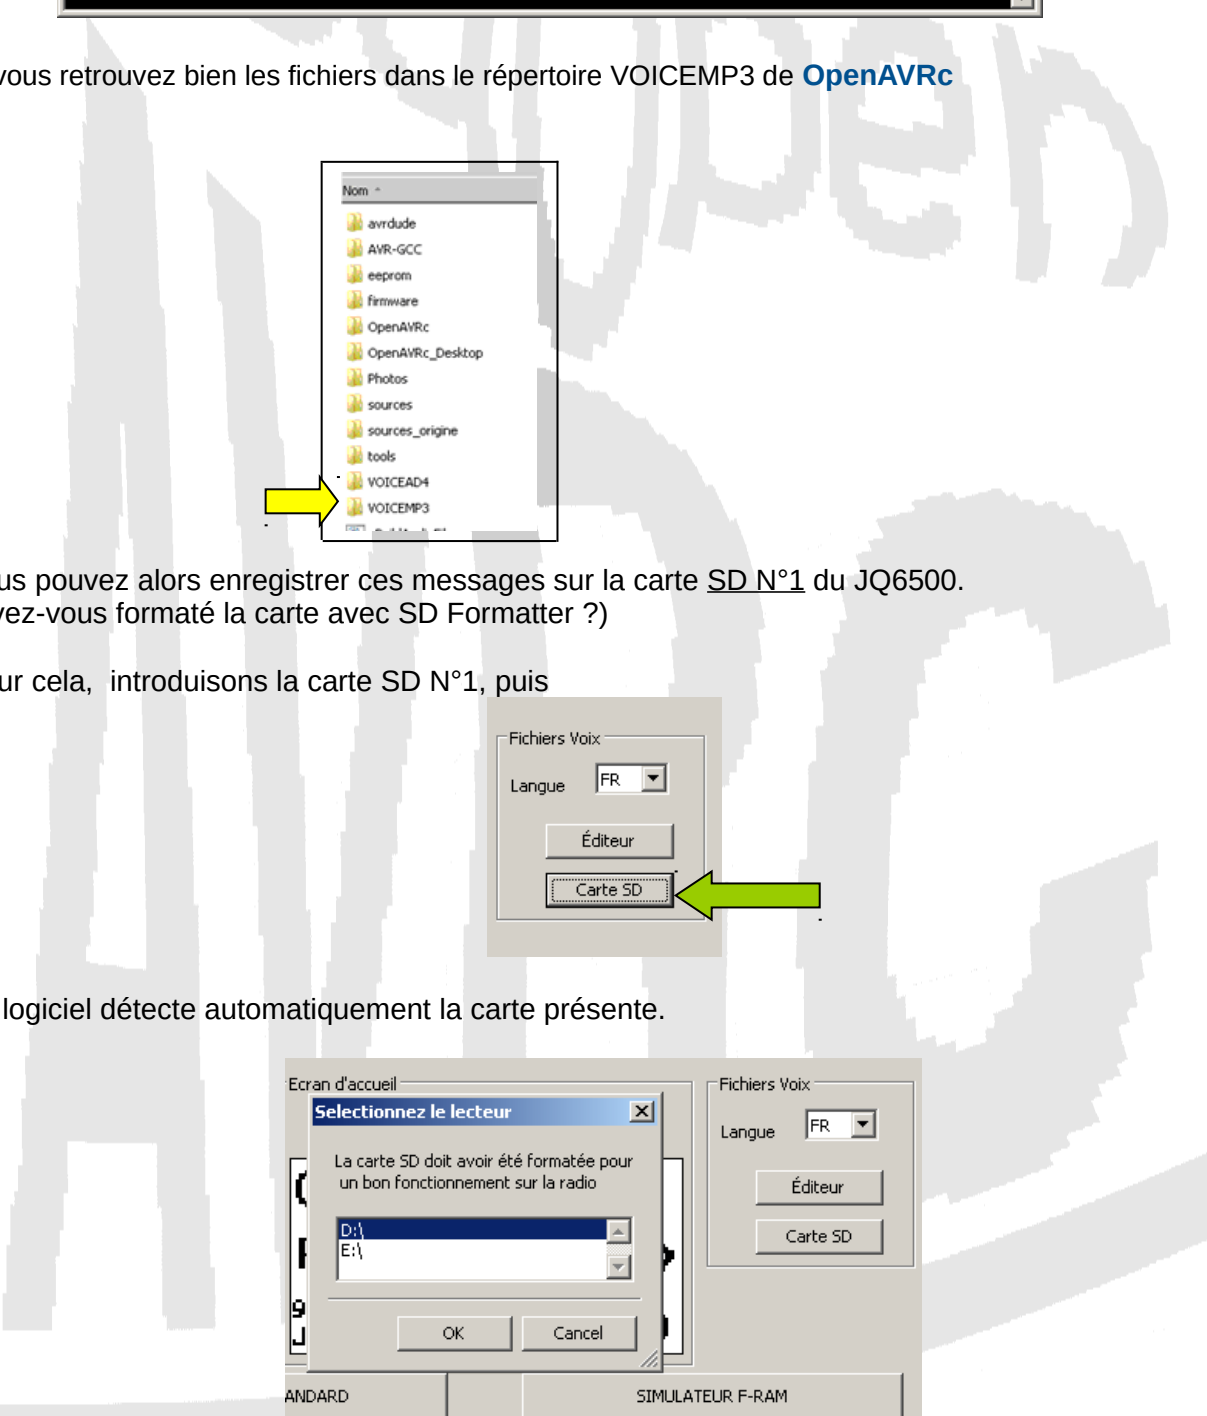 vous retrouvez bien les fichiers dans le répertoire VOICEMP3 de OpenAVRc
Nom
avrdude
AVR-GCC
eeprom
firmware
OpenAVRc
OpenAVRc_Desktop
Photos
sources
sources_origine
tools
VOICEAD4
VOICEMP3
us pouvez alors enregistrer ces messages sur la carte SD N°1 du JQ6500.
vez-vous formaté la carte avec SD Formatter ?)
ur cela,  introduisons la carte SD N°1, puis
Fichiers Voix
Langue FR
Éditeur
Carte SD
logiciel détecte automatiquement la carte présente.
Ecran d'accueil
Selectionnez le lecteur
La carte SD doit avoir été formatée pour
un bon fonctionnement sur la radio
D:\
E:\
OK Cancel
Fichiers Voix
Langue FR
Éditeur
Carte SD
ANDARD
SIMULATEUR F-RAM
Open
AVRC